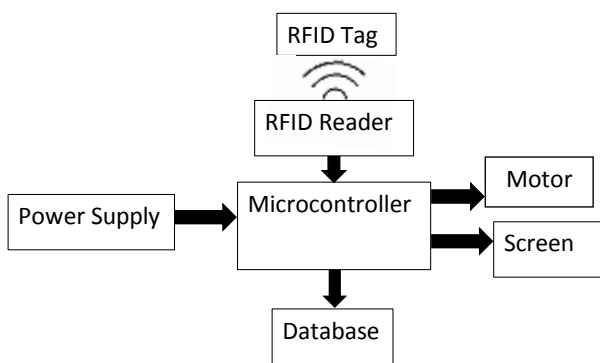 RFID Tag
RFID Reader
Motor
Microcontroller
Power Supply
Screen
Database